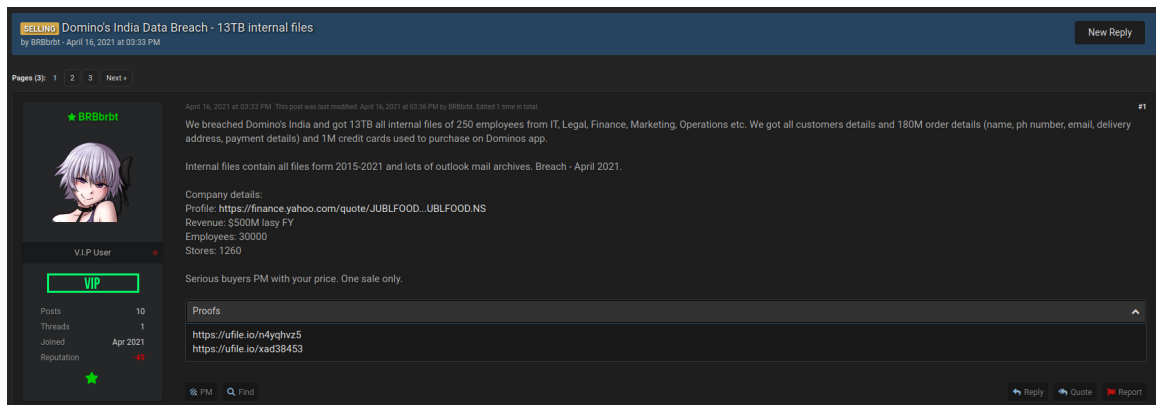 SELLING Domino's India Data Breach - 13TB internal files
by BRBbrbt - April 16, 2021 at 03:33 PM
New Reply
Pages (3): 1 2 3 Next »
April 16, 2021 at 03:33 PM This post was last modified: April 16, 2021 at 03:36 PM by BRBbrbt. Edited 1 time in total.
#1
BRBbrbt
We breached Domino's India and got 13TB all internal files of 250 employees from IT, Legal, Finance, Marketing, Operations etc. We got all customers details and 180M order details (name, ph number, email, delivery
address, payment details) and 1M credit cards used to purchase on Dominos app.
Internal files contain all files form 2015-2021 and lots of outlook mail archives. Breach - April 2021.
Company details:
Profile: https://finance.yahoo.com/quote/JUBLFOOD...UBLFOOD.NS
Revenue: $500M lasy FY
Employees: 30000
Stores: 1260
Serious buyers PM with your price. One sale only.
V.I.P User
VIP
Posts 10
Threads 1
Joined Apr 2021
Reputation -49
Proofs
https://ufile.io/n4yqhvz5
https://ufile.io/xad38453
PM Find
Reply Quote Report